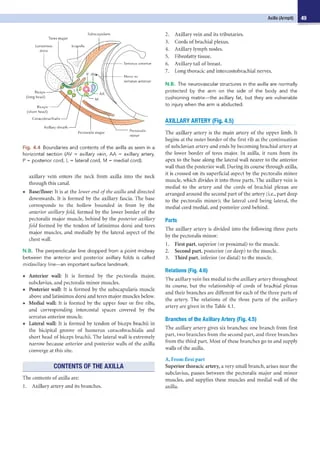 Axilla (Armpit) 49
Teres major
Subscapularis
Latissimus
dorsi
Scapula
Serratus anterior
Nerve to
serratus anterior
P
L
AA
AV
M
Biceps
(long head)
Biceps
(short head)
Coracobrachialis
Axillary sheath
Pectoralis major
Pectoralis
minor
Fig. 4.4 Boundaries and contents of the axilla as seen in a
horizontal section (AV = axillary vein, AA = axillary artery,
P = posterior cord, L = lateral cord, M = medial cord).
axillary vein enters the neck from axilla into the neck
through this canal.
• Base/floor: It is at the lower end of the axilla and directed
downwards. It is formed by the axillary fascia. The base
corresponds to the hollow bounded in front by the
anterior axillary fold, formed by the lower border of the
pectoralis major muscle, behind by the posterior axillary
fold formed by the tendon of latissimus dorsi and teres
major muscles, and medially by the lateral aspect of the
chest wall.
N.B. The perpendicular line dropped from a point midway
between the anterior and posterior axillary folds is called
midaxillary line—an important surface landmark.
• Anterior wall: It is formed by the pectoralis major,
subclavius, and pectoralis minor muscles.
• Posterior wall: It is formed by the subscapularis muscle
above and latissimus dorsi and teres major muscles below.
• Medial wall: It is formed by the upper four or five ribs,
and corresponding intercostal spaces covered by the
serratus anterior muscle.
• Lateral wall: It is formed by tendon of biceps brachii in
the bicipital groove of humerus coracobrachialis and
short head of biceps brachii. The lateral wall is extremely
narrow because anterior and posterior walls of the axilla
converge at this site.
CONTENTS OF THE AXILLA
The contents of axilla are:
1. Axillary artery and its branches.
2. Axillary vein and its tributaries.
3. Cords of brachial plexus.
4. Axillary lymph nodes.
5. Fibrofatty tissue.
6. Axillary tail of breast.
7. Long thoracic and intercostobrachial nerves.
N.B. The neurovascular structures in the axilla are normally
protected by the arm on the side of the body and the
cushioning matrix—the axillary fat, but they are vulnerable
to injury when the arm is abducted.
AXILLARY ARTERY (Fig. 4.5)
The axillary artery is the main artery of the upper limb. It
begins at the outer border of the first rib as the continuation
of subclavian artery and ends by becoming brachial artery at
the lower border of teres major. In axilla, it runs from its
apex to the base along the lateral wall nearer to the anterior
wall than the posterior wall. During its course through axilla,
it is crossed on its superficial aspect by the pectoralis minor
muscle, which divides it into three parts. The axillary vein is
medial to the artery and the cords of brachial plexus are
arranged around the second part of the artery (i.e., part deep
to the pectoralis minor); the lateral cord being lateral, the
medial cord medial, and posterior cord behind.
Parts
The axillary artery is divided into the following three parts
by the pectoralis minor:
1. First part, superior (or proximal) to the muscle.
2. Second part, posterior (or deep) to the muscle.
3. Third part, inferior (or distal) to the muscle.
Relations (Fig. 4.6)
The axillary vein lies medial to the axillary artery throughout
its course, but the relationship of cords of brachial plexus
and their branches are different for each of the three parts of
the artery. The relations of the three parts of the axillary
artery are given in the Table 4.1.
Branches of the Axillary Artery (Fig. 4.5)
The axillary artery gives six branches: one branch from first
part, two branches from the second part, and three branches
from the third part. Most of these branches go to and supply
walls of the axilla.
A. From first part
Superior thoracic artery, a very small branch, arises near the
subclavius, passes between the pectoralis major and minor
muscles, and supplies these muscles and medial wall of the
axilla.